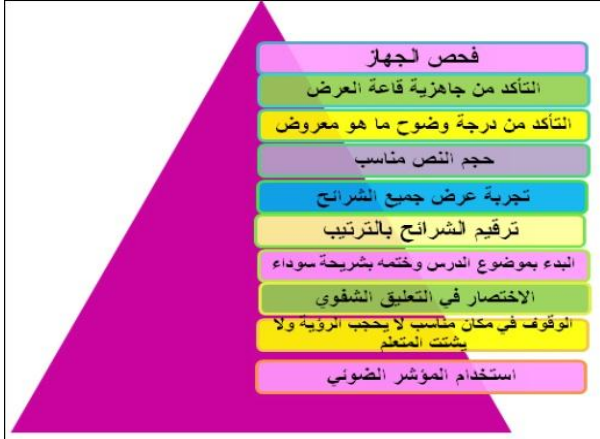 فحص الجهاز
التأكد من جاهزية قاعة العرض
التأكد من درجة وضوح ما هو معروض
حجم النص مناسب
تجربة عرض جميع الشرائح
ترقيم الشرائح بالترتيب
البدء بموضوع الدرس وختمه بشريحة سوداء
الاختصار في التعليق الشفوي
الوقوف في مكان مناسب لا يحجب الرؤية ولا
يشتت المتعلم
استخدام المؤشر الضوئي